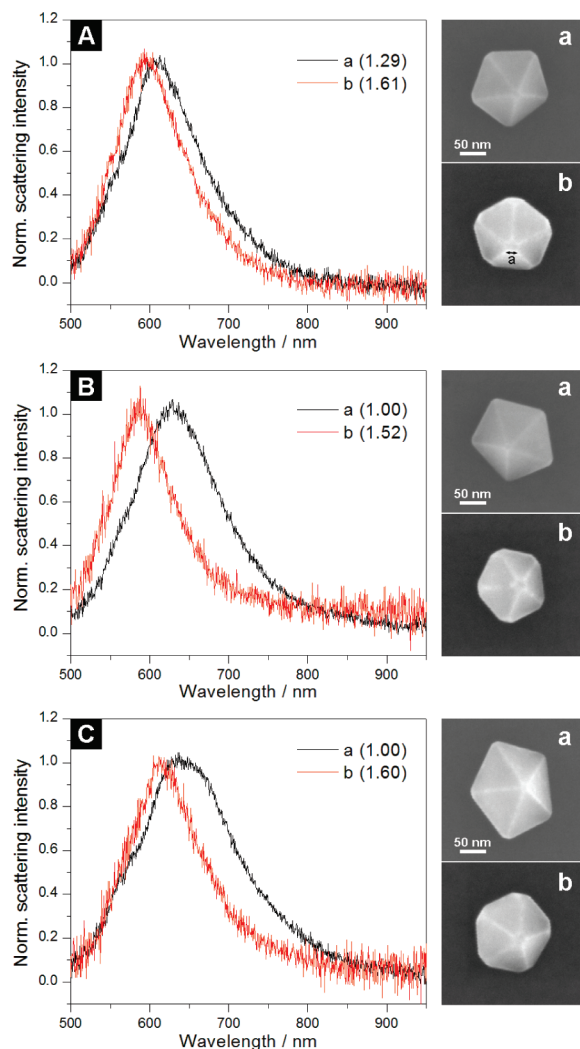 A
Norm. scattering intensity
1.2
1.0
0.8
0.6
0.4
0.2
0.0
a (1.29)
b (1.61)
500 600 700 800 900
Wavelength / nm
a
50 nm
b
a
B
Norm. scattering intensity
1.2
1.0
0.8
0.6
0.4
0.2
0.0
a (1.00)
b (1.52)
500 600 700 800 900
Wavelength / nm
a
50 nm
b
C
Norm. scattering intensity
1.2
1.0
0.8
0.6
0.4
0.2
0.0
a (1.00)
b (1.60)
500 600 700 800 900
Wavelength / nm
a
50 nm
b